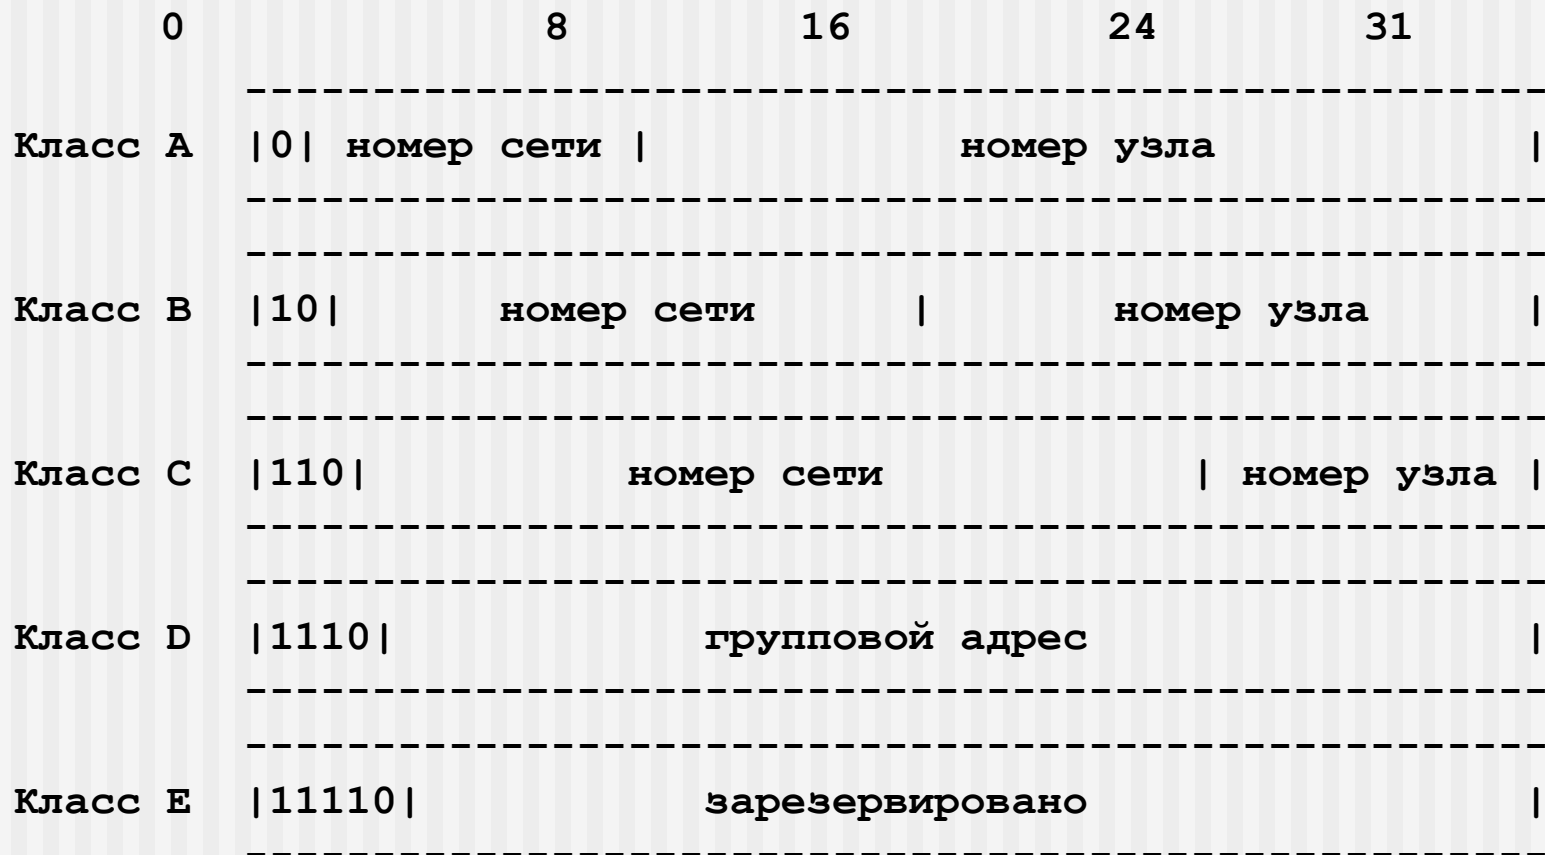 0 8 16 24 31
---------------------------------------------------
Класс A |0| номер сети | номер узла |
---------------------------------------------------
---------------------------------------------------
Класс B |10| номер сети | номер узла |
---------------------------------------------------
---------------------------------------------------
Класс C |110| номер сети | номер узла |
---------------------------------------------------
---------------------------------------------------
Класс D |1110| групповой адрес |
---------------------------------------------------
---------------------------------------------------
Класс E |11110| зарезервировано |
---------------------------------------------------